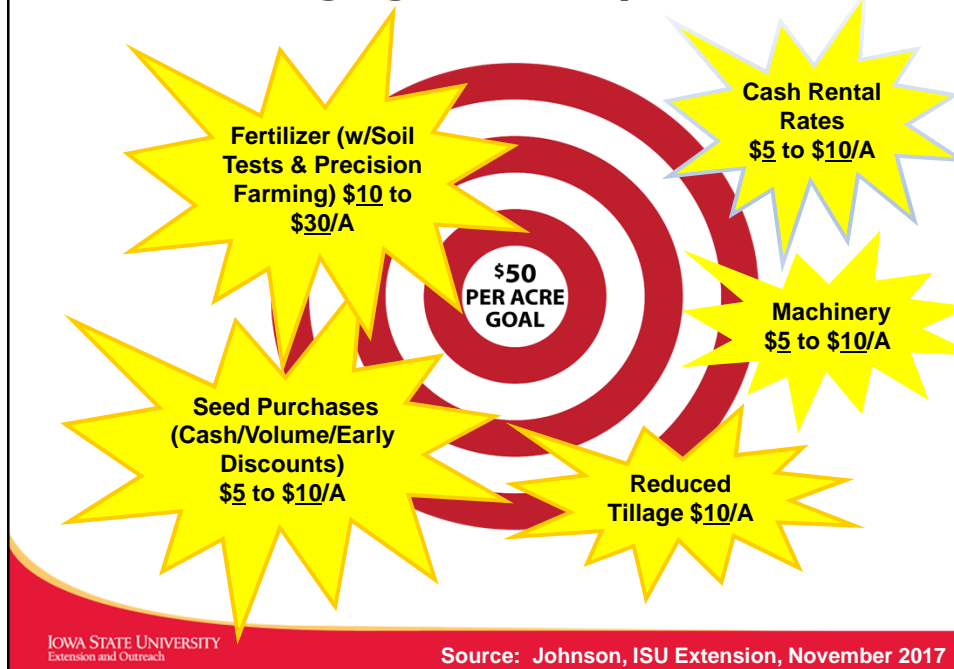 Fertilizer (w/Soil
Tests & Precision
Farming) $10 to
$30/A
Cash Rental
Rates
$5 to $10/A
$50
PER ACRE
GOAL
Machinery
$5 to $10/A
Seed Purchases
(Cash/Volume/Early
Discounts)
$5 to $10/A
Reduced
Tillage $10/A
IOWA STATE UNIVERSITY
Extension and Outreach
Source: Johnson, ISU Extension, November 2017